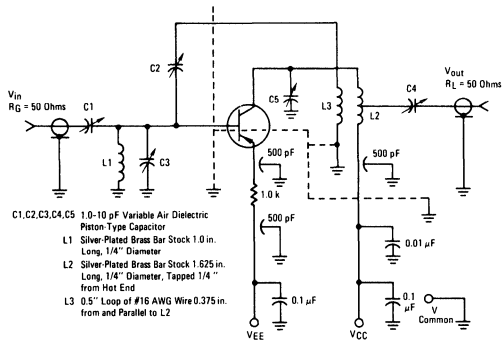 C2
Vin
RG = 50 Ohms
C1
L1
C3
C5
L3
L2
C4
Vout
RL = 50 Ohms
500 pF
500 pF
1.0 k
500 pF
0.01 µF
0.1 µF
0.1
µF
V
Common
VEE
VCC
C1,C2,C3,C4,C5 1.0-10 pF Variable Air Dielectric
Piston-Type Capacitor
L1 Silver-Plated Brass Bar Stock 1.0 in.
Long, 1/4" Diameter
L2 Silver-Plated Brass Bar Stock 1.625 in.
Long, 1/4" Diameter, Tapped 1/4"
from Hot End
L3 0.5" Loop of #16 AWG Wire 0.375 in.
from and Parallel to L2